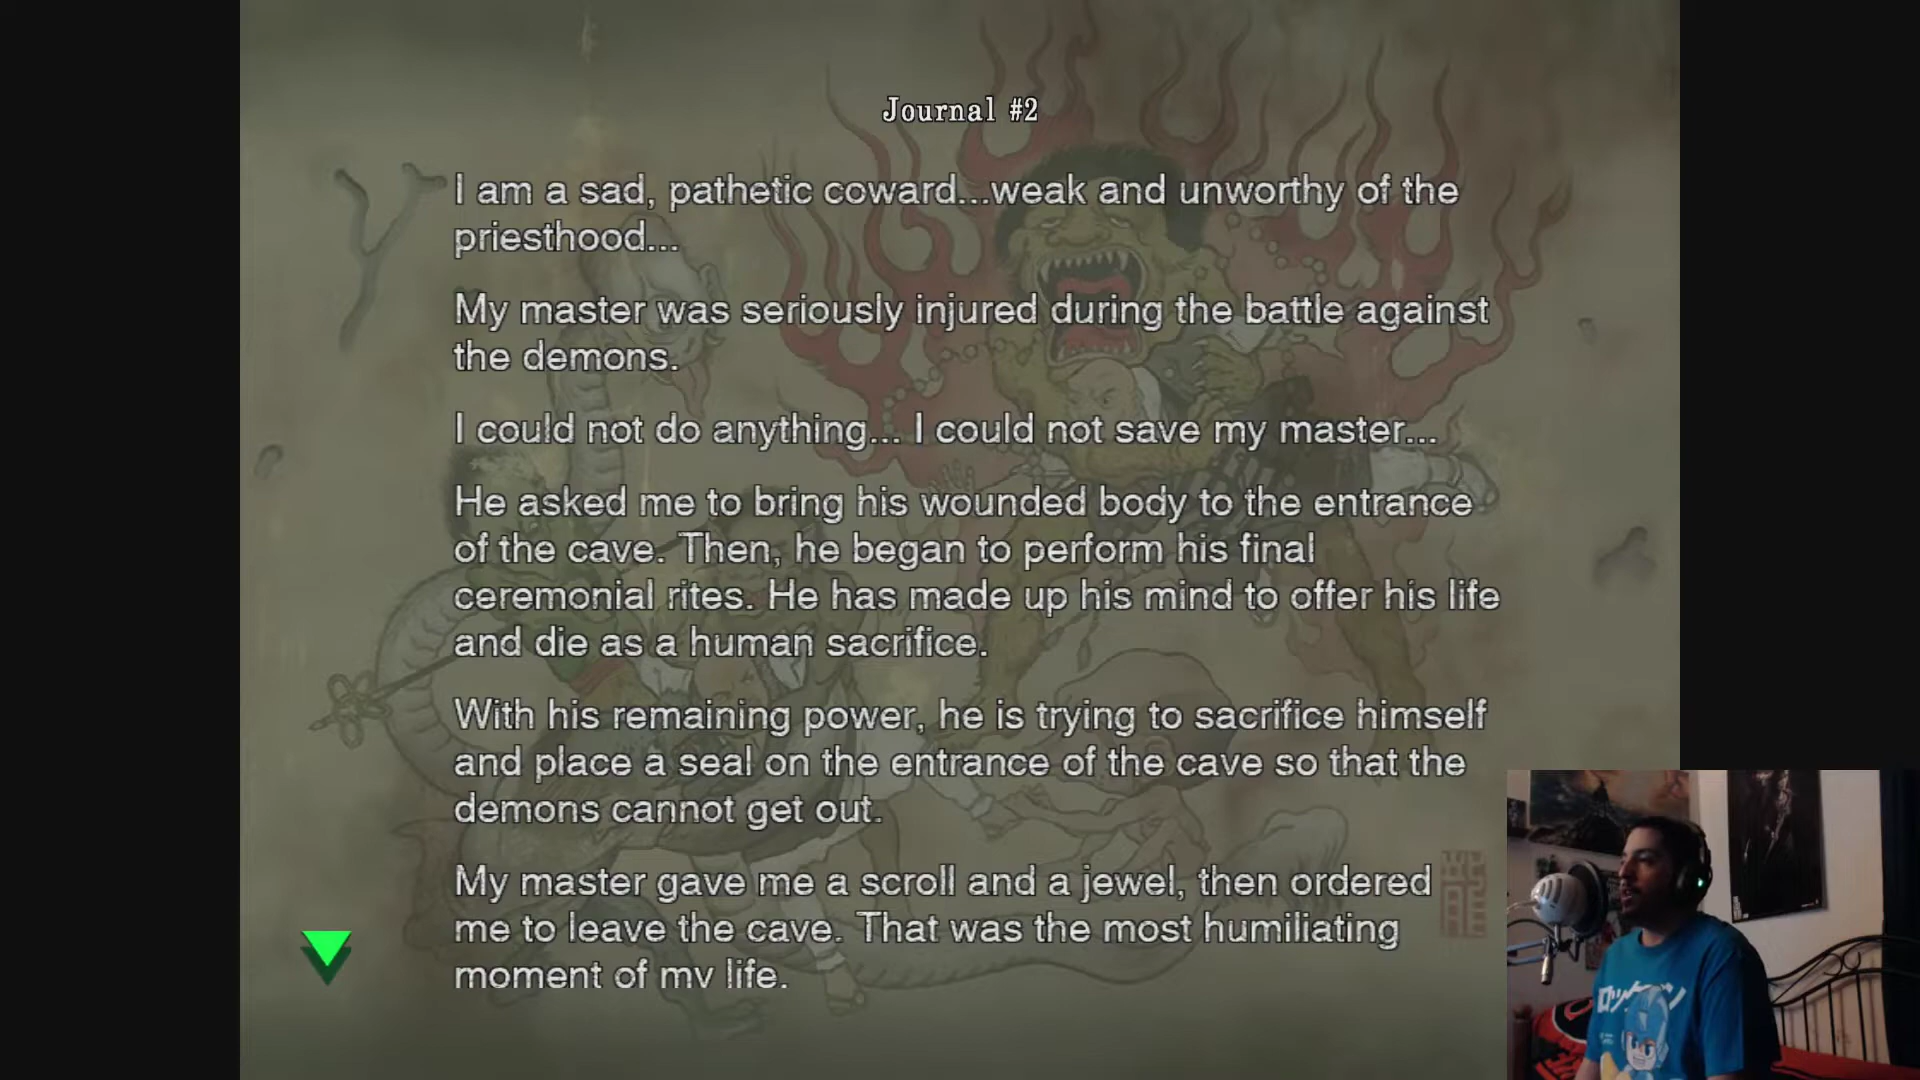 Journal #2
I am a sad, pathetic coward...weak and unworthy of the
priesthood...
My master was seriously injured during the battle against
the demons.
I could not do anything... I could not save my master...
He asked me to bring his wounded body to the entrance
of the cave. Then, he began to perform his final
ceremonial rites. He has made up his mind to offer his life
and die as a human sacrifice.
With his remaining power, he is trying to sacrifice himself
and place a seal on the entrance of the cave so that the
demons cannot get out.
My master gave me a scroll and a jewel, then ordered
me to leave the cave. That was the most humiliating
moment of my life.